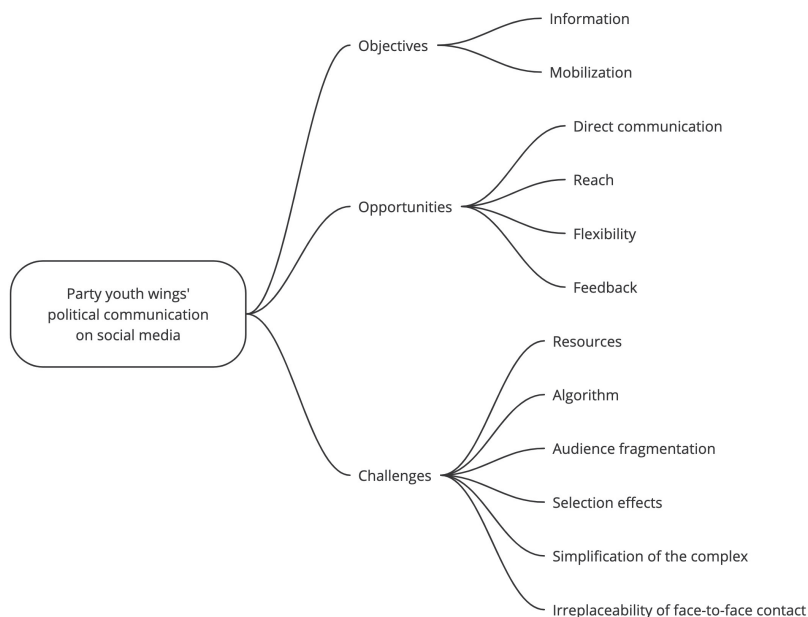 Information
Objectives
Mobilization
Direct communication
Reach
Opportunities
Flexibility
Feedback
Party youth wings'
political communication
on social media
Resources
Algorithm
Audience fragmentation
Challenges
Selection effects
Simplification of the complex
Irreplaceability of face-to-face contact